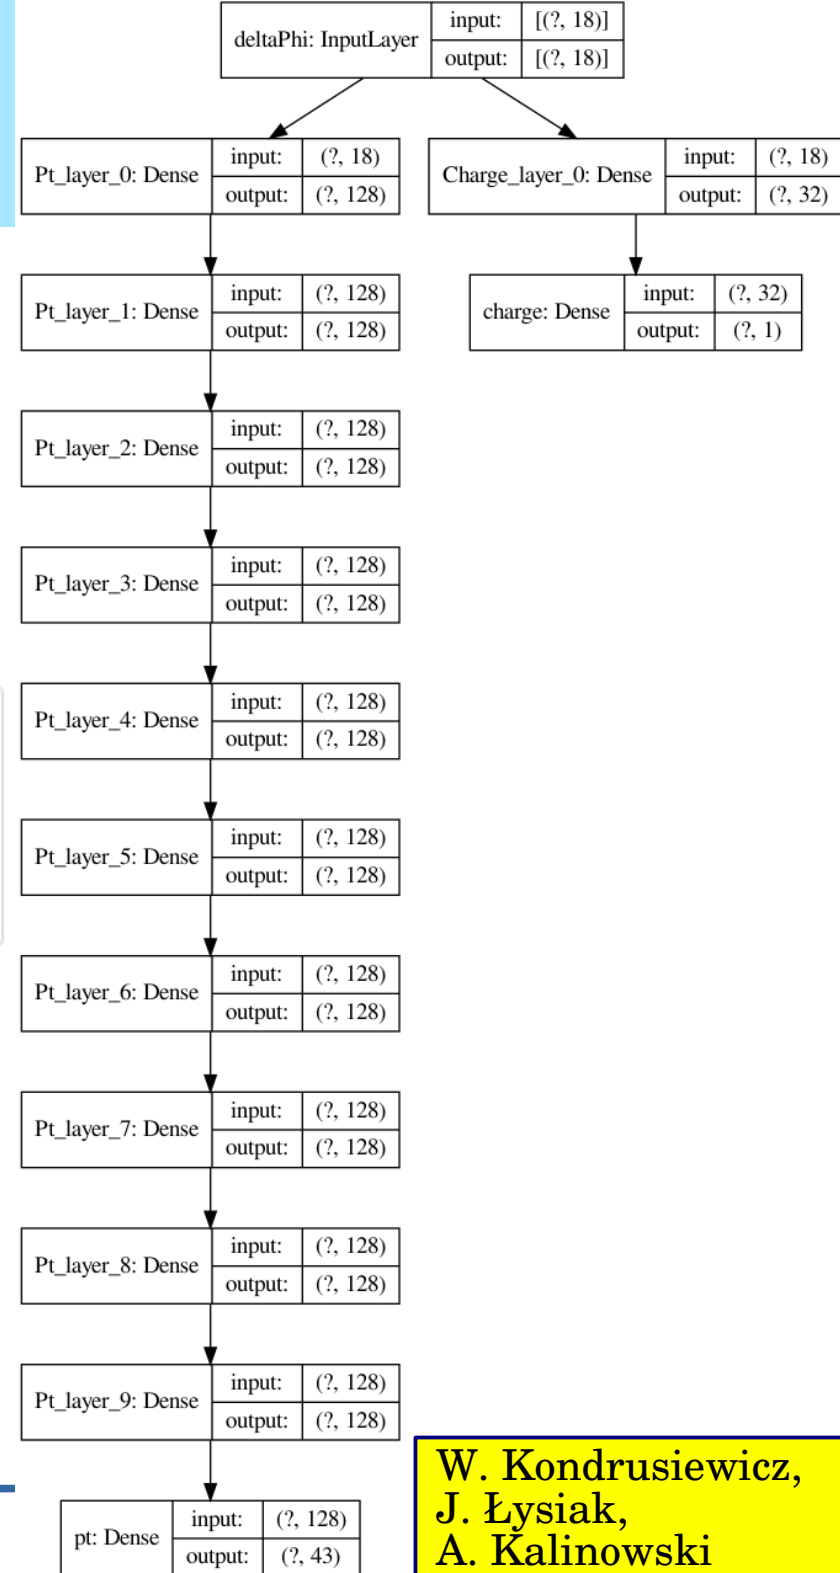 deltaPhi: InputLayer
input: [(?, 18)]
output: [(?, 18)]
Pt_layer_0: Dense
input: (?, 18)
output: (?, 128)
Charge_layer_0: Dense
input: (?, 18)
output: (?, 32)
Pt_layer_1: Dense
input: (?, 128)
output: (?, 128)
charge: Dense
input: (?, 32)
output: (?, 1)
Pt_layer_2: Dense
input: (?, 128)
output: (?, 128)
Pt_layer_3: Dense
input: (?, 128)
output: (?, 128)
Pt_layer_4: Dense
input: (?, 128)
output: (?, 128)
Pt_layer_5: Dense
input: (?, 128)
output: (?, 128)
Pt_layer_6: Dense
input: (?, 128)
output: (?, 128)
Pt_layer_7: Dense
input: (?, 128)
output: (?, 128)
Pt_layer_8: Dense
input: (?, 128)
output: (?, 128)
Pt_layer_9: Dense
input: (?, 128)
output: (?, 128)
pt: Dense
input: (?, 128)
output: (?, 43)
W. Kondrusiewicz,
J. Łysiak,
A. Kalinowski